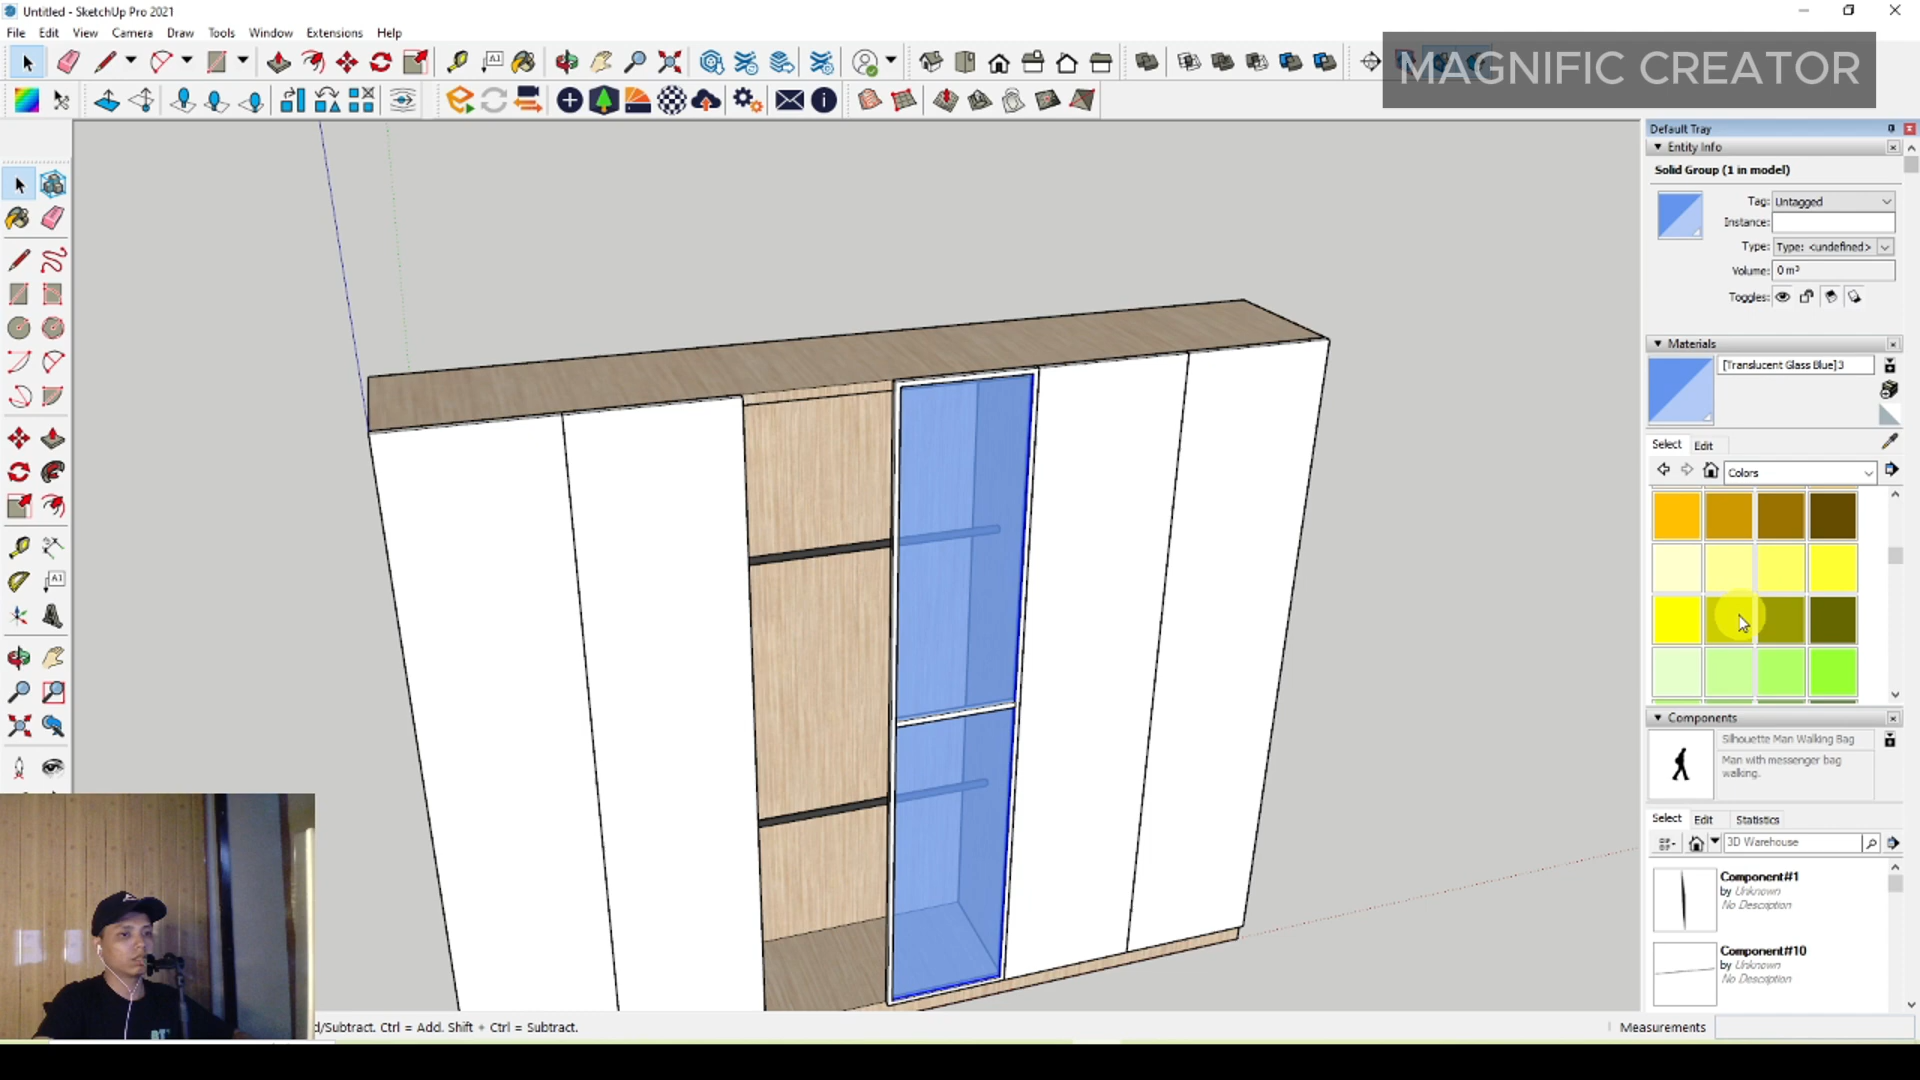 Untitled - SketchUp Pro 2021
File Edit View Camera Draw Tools Window Extensions Help
MAGNIFIC CREATOR
Default Tray
Entity Info
Solid Group (1 in model)
Tag: Untagged
Instance:
Type: Type: <undefined>
Volume: 0 m³
Toggles:
Materials
[Translucent Glass Blue]3
Select Edit
Colors
Components
Silhouette Man Walking Bag
Man with messenger bag
walking.
Select Edit Statistics
3D Warehouse
Component#1
by Unknown
No Description
Component#10
by Unknown
No Description
d/Subtract. Ctrl = Add. Shift + Ctrl = Subtract.
Measurements